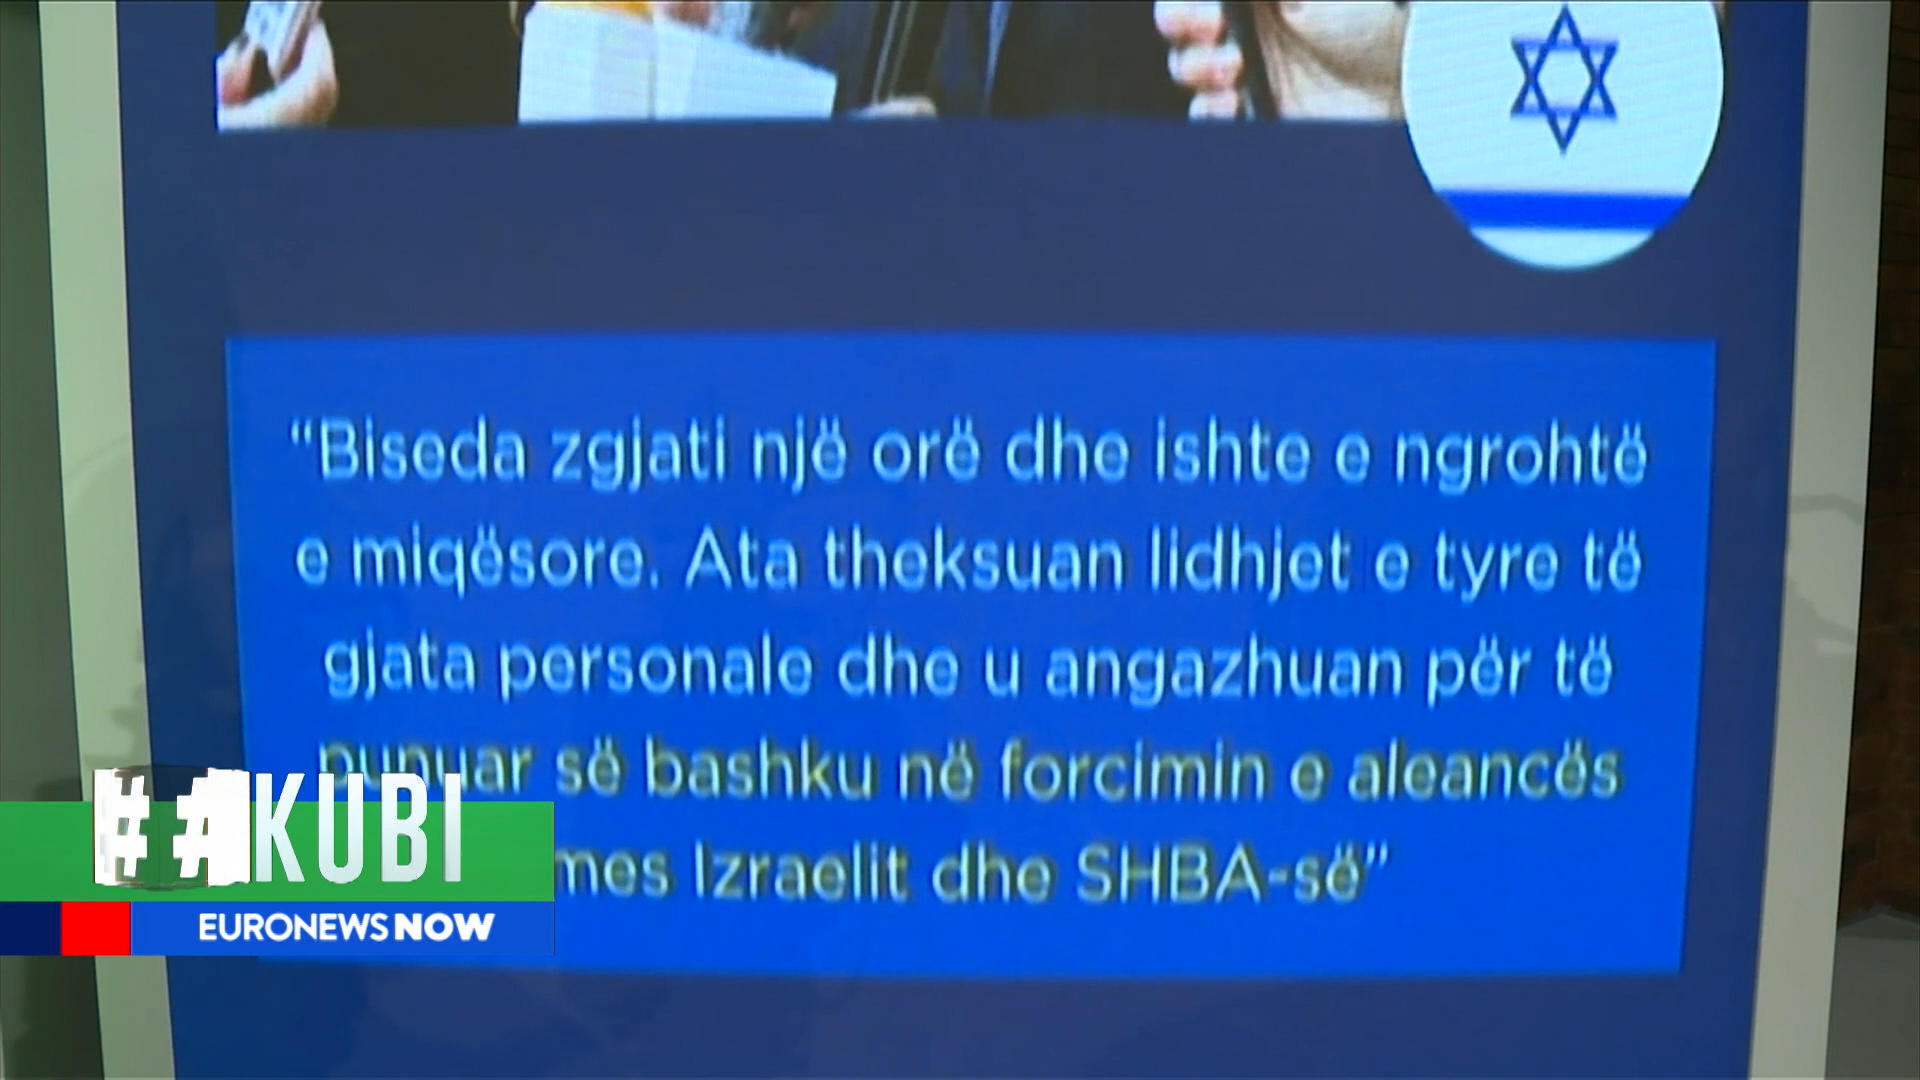 “Biseda zgjati një orë dhe ishte e ngrohtë
e miqësore. Ata theksuan lidhjet e tyre të
gjata personale dhe u angazhuan për të
punuar së bashku në forcimin e aleancës
mes Izraelit dhe SHBA-së”
##KUBI
EURONEWS NOW